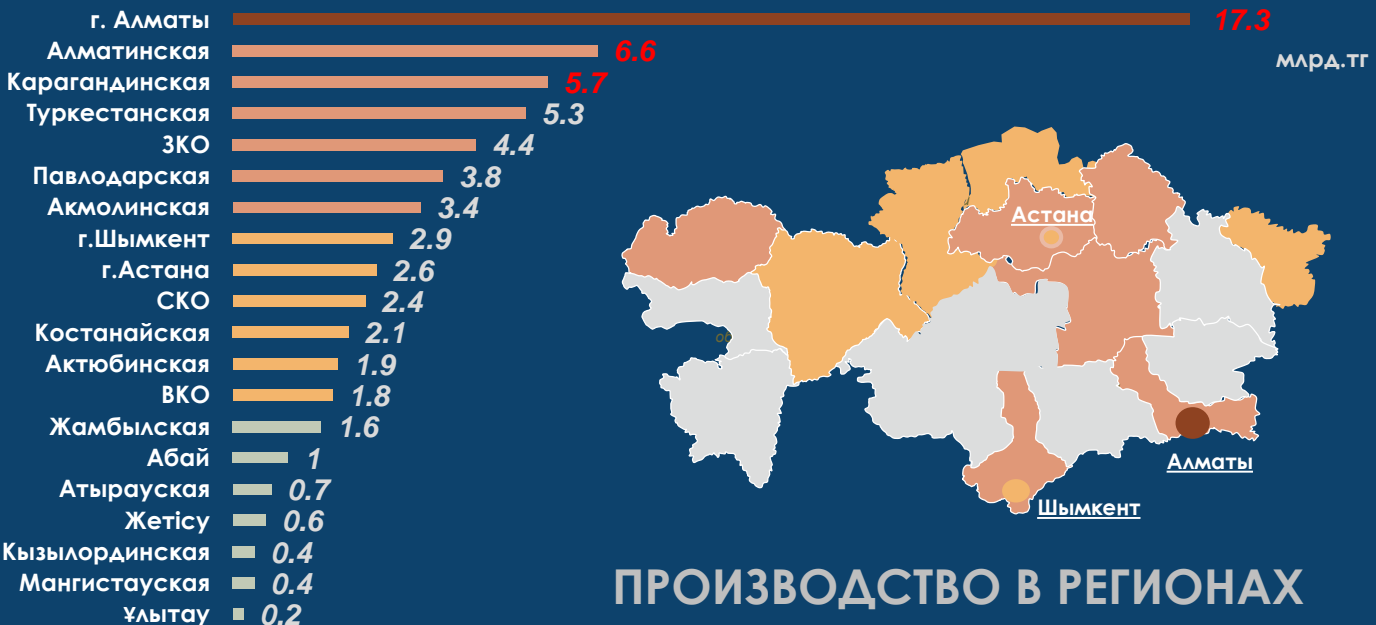 г. Алматы 17.3
Алматинская 6.6
млрд.тг
Карагандинская 5.7
Туркестанская 5.3
ЗКО 4.4
Павлодарская 3.8
Акмолинская 3.4
г.Шымкент 2.9
г.Астана 2.6
СКО 2.4
Костанайская 2.1
Актюбинская 1.9
ВКО 1.8
Жамбылская 1.6
Абай 1
Атырауская 0.7
Жетісу 0.6
Кызылординская 0.4
Мангистауская 0.4
Ұлытау 0.2
Астана
Алматы
Шымкент
ПРОИЗВОДСТВО В РЕГИОНАХ